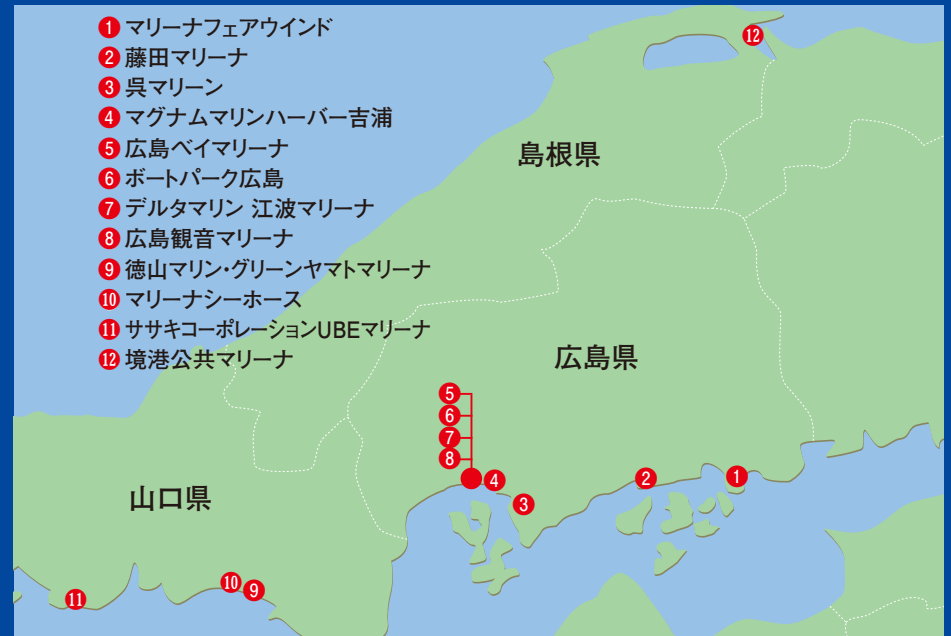 1 マリーナフェアウインド
2 藤田マリーナ
3 呉マリーン
4 マグナムマリンハーバー吉浦
5 広島ベイマリーナ
6 ボートパーク広島
7 デルタマリン 江波マリーナ
8 広島観音マリーナ
9 徳山マリン・グリーンヤマトマリーナ
10 マリーナシーホース
11 ササキコーポレーションUBEマリーナ
12 境港公共マリーナ
12
島根県
広島県
5
6
7
8
4
3
2
1
山口県
10
9
11